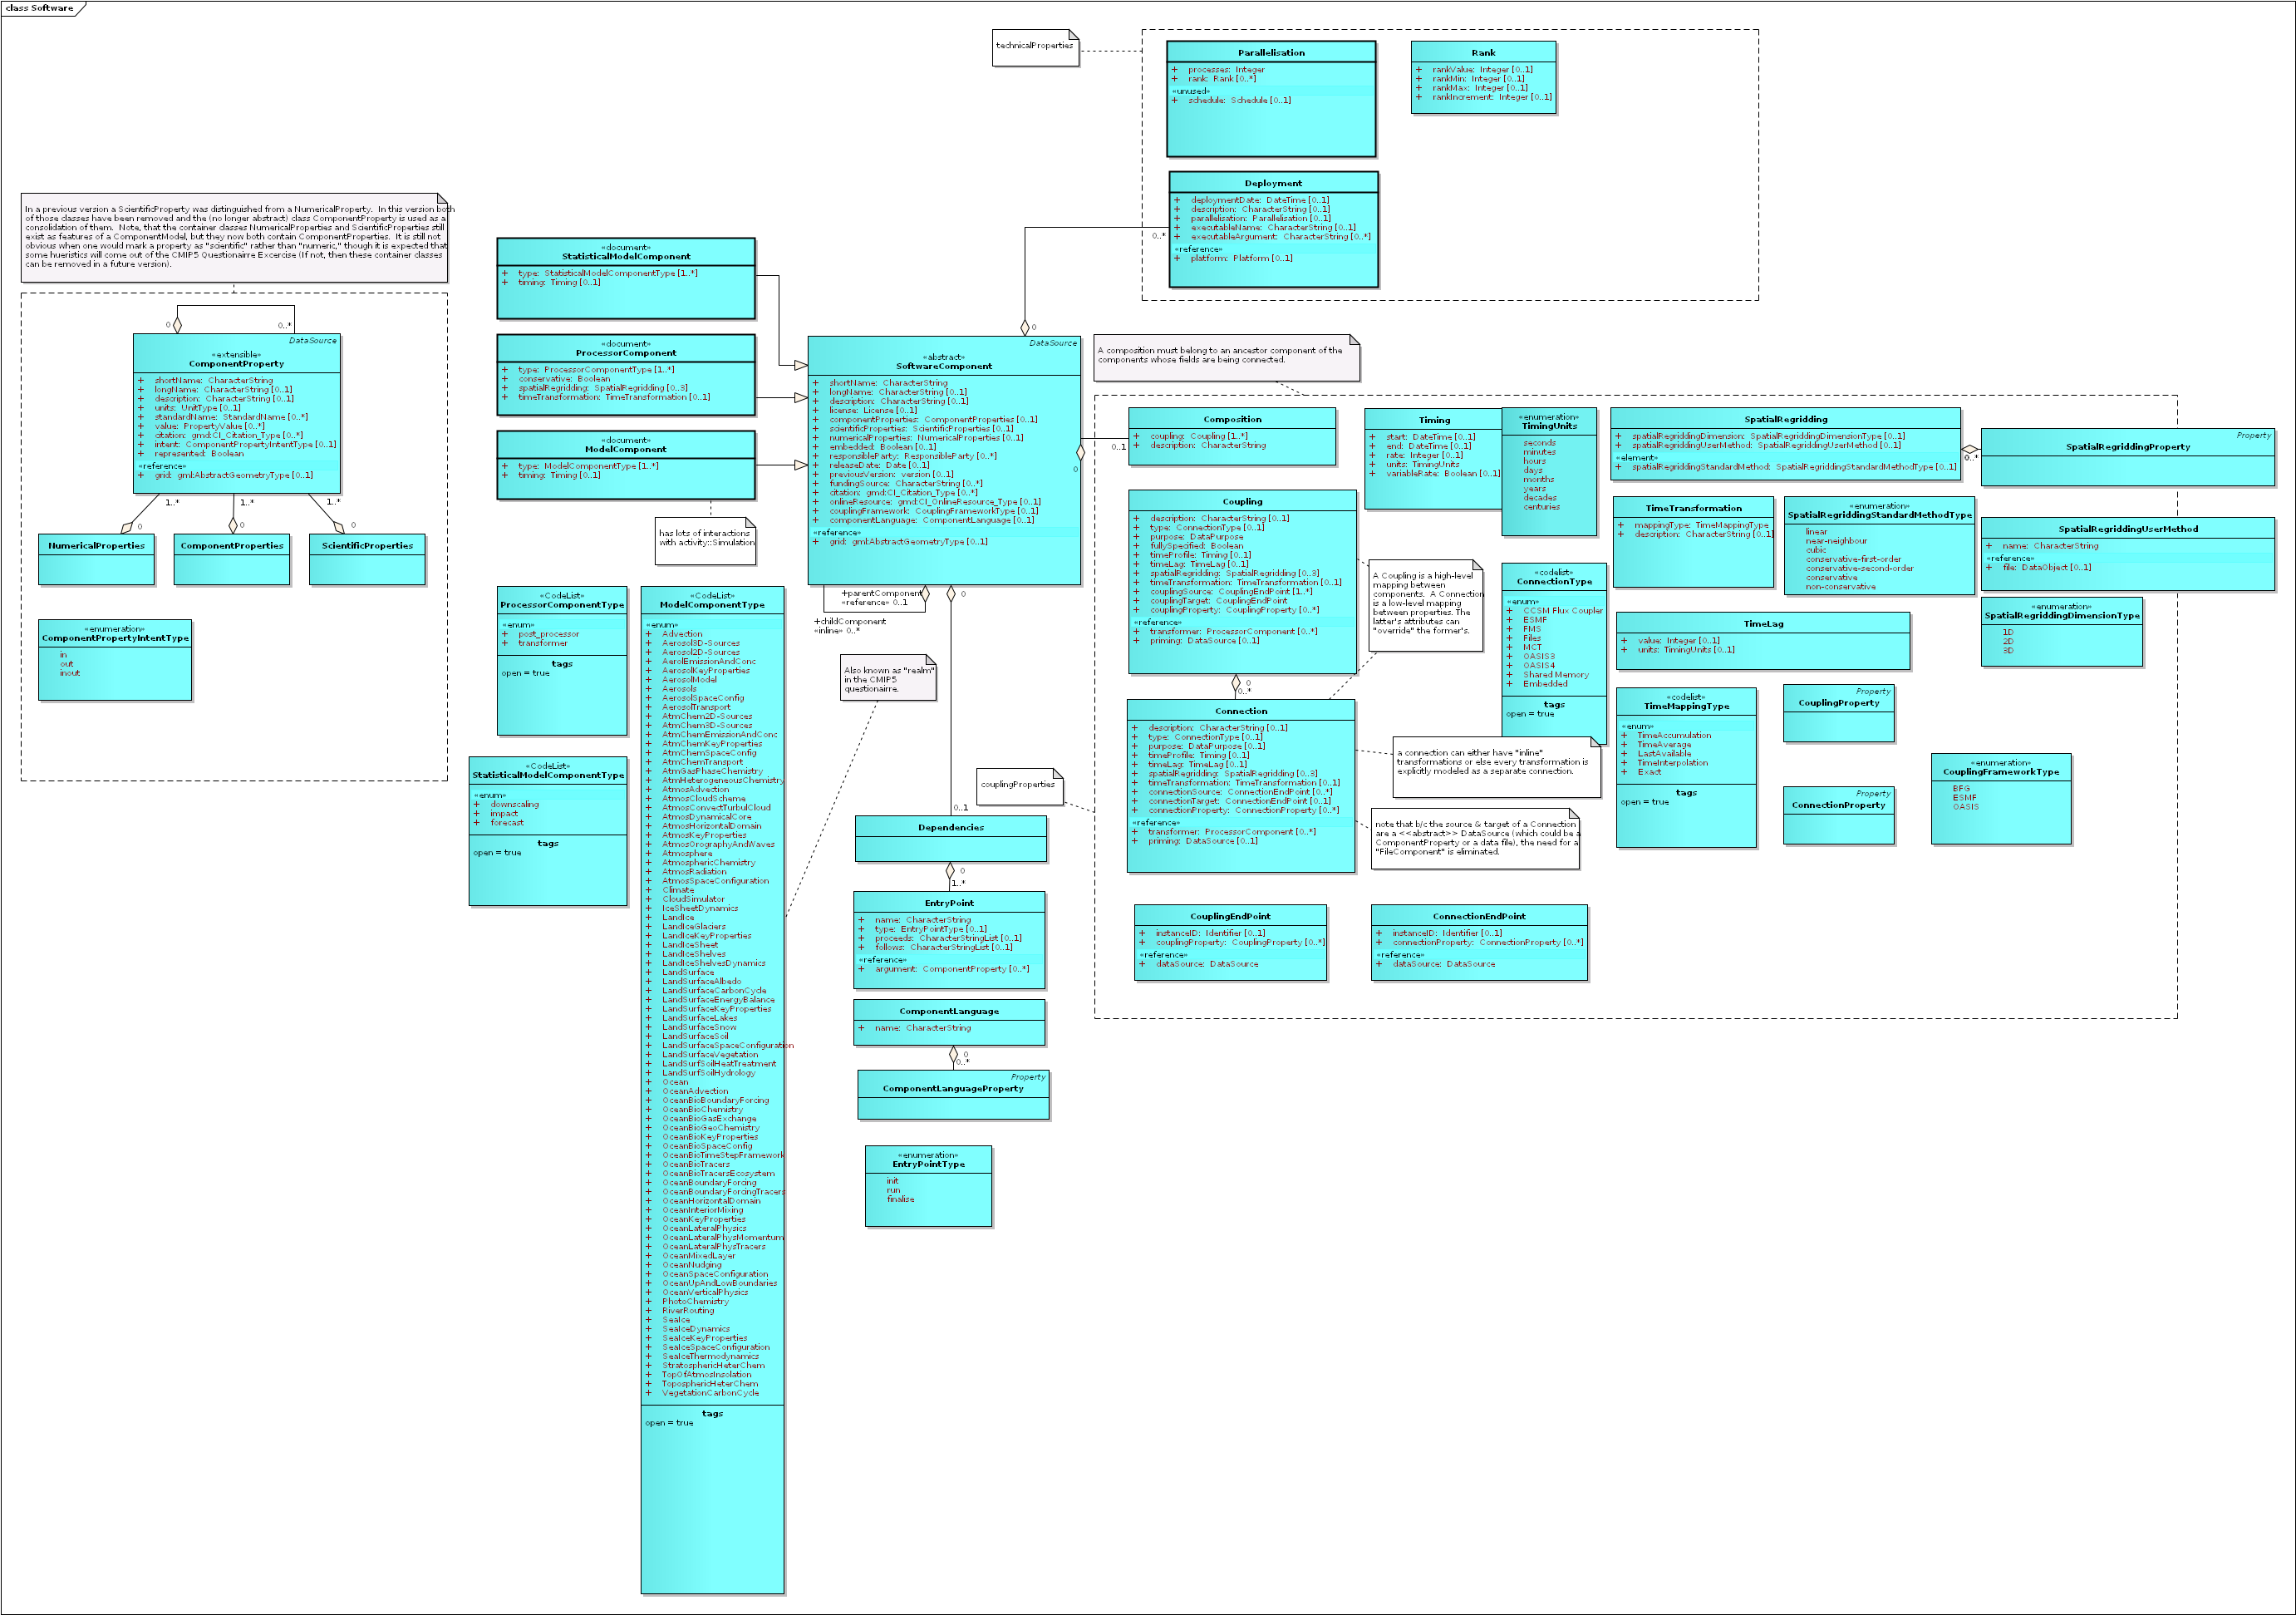 class Software
technicalProperties
Parallelisation
+ processes: Integer
+ rank: Rank [0..*]
«unused»
+ schedule: Schedule [0..1]
Rank
+ rankValue: Integer [0..1]
+ rankMin: Integer [0..1]
+ rankMax: Integer [0..1]
+ rankIncrement: Integer [0..1]
Deployment
+ deploymentDate: DateTime [0..1]
+ description: CharacterString [0..1]
+ parallelisation: Parallelisation [0..1]
+ executableName: CharacterString [0..1]
+ executableArgument: CharacterString [0..*]
«reference»
+ platform: Platform [0..1]
0..*
0
In a previous version a ScientificProperty was distinguished from a NumericalProperty. In this version both
of those classes have been removed and the (no longer abstract) class ComponentProperty is used as a
consolidation of them. Note, that the container classes NumericalProperties and ScientificProperties still
exist as features of a ComponentModel, but they now both contain ComponentProperties. It is still not
obvious when one would mark a property as "scientific" rather than "numeric," though it is expected that
some hueristics will come out of the CMIP5 Questionairre Excercise (If not, then these container classes
can be removed in a future version).
0
0..*
DataSource
«extensible»
ComponentProperty
+ shortName: CharacterString
+ longName: CharacterString [0..1]
+ description: CharacterString [0..1]
+ units: UnitType [0..1]
+ standardName: StandardName [0..*]
+ value: PropertyValue [0..*]
+ citation: gmd:CI_Citation_Type [0..*]
+ intent: ComponentPropertyIntentType [0..1]
+ represented: Boolean
«reference»
+ grid: gml:AbstractGeometryType [0..1]
1..*
1..*
1..*
0
0
0
NumericalProperties
ComponentProperties
ScientificProperties
«enumeration»
ComponentPropertyIntentType
in
out
inout
«document»
StatisticalModelComponent
+ type: StatisticalModelComponentType [1..*]
+ timing: Timing [0..1]
«document»
ProcessorComponent
+ type: ProcessorComponentType [1..*]
+ conservative: Boolean
+ spatialRegridding: SpatialRegridding [0..3]
+ timeTransformation: TimeTransformation [0..1]
«document»
ModelComponent
+ type: ModelComponentType [1..*]
+ timing: Timing [0..1]
has lots of interactions
with activity::Simulation
DataSource
«abstract»
SoftwareComponent
+ shortName: CharacterString
+ longName: CharacterString [0..1]
+ description: CharacterString [0..1]
+ license: License [0..1]
+ componentProperties: ComponentProperties [0..1]
+ scientificProperties: ScientificProperties [0..1]
+ numericalProperties: NumericalProperties [0..1]
+ embedded: Boolean [0..1]
+ responsibleParty: ResponsibleParty [0..*]
+ releaseDate: Date [0..1]
+ previousVersion: version [0..1]
+ fundingSource: CharacterString [0..*]
+ citation: gmd:CI_Citation_Type [0..*]
+ onlineResource: gmd:CI_OnlineResource_Type [0..1]
+ couplingFramework: CouplingFrameworkType [0..1]
+ componentLanguage: ComponentLanguage [0..1]
«reference»
+ grid: gml:AbstractGeometryType [0..1]
+parentComponent
«reference» 0..1
+childComponent
«inline» 0..*
0
0
0..1
A composition must belong to an ancestor component of the
components whose fields are being connected.
Composition
+ coupling: Coupling [1..*]
+ description: CharacterString
Timing
+ start: DateTime [0..1]
+ end: DateTime [0..1]
+ rate: Integer [0..1]
+ units: TimingUnits
+ variableRate: Boolean [0..1]
«enumeration»
TimingUnits
seconds
minutes
hours
days
months
years
decades
centuries
SpatialRegridding
+ spatialRegriddingDimension: SpatialRegriddingDimensionType [0..1]
+ spatialRegriddingUserMethod: SpatialRegriddingUserMethod [0..1]
«element»
+ spatialRegriddingStandardMethod: SpatialRegriddingStandardMethodType [0..1]
0..*
Property
SpatialRegriddingProperty
Coupling
+ description: CharacterString [0..1]
+ type: ConnectionType [0..1]
+ purpose: DataPurpose
+ fullySpecified: Boolean
+ timeProfile: Timing [0..1]
+ timeLag: TimeLag [0..1]
+ spatialRegridding: SpatialRegridding [0..3]
+ timeTransformation: TimeTransformation [0..1]
+ couplingSource: CouplingEndPoint [1..*]
+ couplingTarget: CouplingEndPoint
+ couplingProperty: CouplingProperty [0..*]
«reference»
+ transformer: ProcessorComponent [0..*]
+ priming: DataSource [0..1]
0
0..*
A Coupling is a high-level
mapping between
components. A Connection
is a low-level mapping
between properties. The
latter's attributes can
"override" the former's.
«codelist»
ConnectionType
«enum»
+ CCSM Flux Coupler
+ ESMF
+ FMS
+ Files
+ MCT
+ OASIS3
+ OASIS4
+ Shared Memory
+ Embedded
tags
open = true
TimeTransformation
+ mappingType: TimeMappingType
+ description: CharacterString [0..1]
«enumeration»
SpatialRegriddingStandardMethodType
linear
near-neighbour
cubic
conservative-first-order
conservative-second-order
conservative
non-conservative
SpatialRegriddingUserMethod
+ name: CharacterString
«reference»
+ file: DataObject [0..1]
«enumeration»
SpatialRegriddingDimensionType
1D
2D
3D
TimeLag
+ value: Integer [0..1]
+ units: TimingUnits [0..1]
«codelist»
TimeMappingType
«enum»
+ TimeAccumulation
+ TimeAverage
+ LastAvailable
+ TimeInterpolation
+ Exact
tags
open = true
Property
CouplingProperty
Property
ConnectionProperty
«enumeration»
CouplingFrameworkType
BFG
ESMF
OASIS
Connection
+ description: CharacterString [0..1]
+ type: ConnectionType [0..1]
+ purpose: DataPurpose [0..1]
+ timeProfile: Timing [0..1]
+ timeLag: TimeLag [0..1]
+ spatialRegridding: SpatialRegridding [0..3]
+ timeTransformation: TimeTransformation [0..1]
+ connectionSource: ConnectionEndPoint [0..*]
+ connectionTarget: ConnectionEndPoint [0..1]
+ connectionProperty: ConnectionProperty [0..*]
«reference»
+ transformer: ProcessorComponent [0..*]
+ priming: DataSource [0..1]
a connection can either have "inline"
transformations or else every transformation is
explicitly modeled as a separate connection.
note that b/c the source & target of a Connection
are a <<abstract>> DataSource (which could be a
ComponentProperty or a data file), the need for a
"FileComponent" is eliminated.
couplingProperties
CouplingEndPoint
+ instanceID: Identifier [0..1]
+ couplingProperty: CouplingProperty [0..*]
«reference»
+ dataSource: DataSource
ConnectionEndPoint
+ instanceID: Identifier [0..1]
+ connectionProperty: ConnectionProperty [0..*]
«reference»
+ dataSource: DataSource
«CodeList»
ProcessorComponentType
«enum»
+ post_processor
+ transformer
tags
open = true
«CodeList»
StatisticalModelComponentType
«enum»
+ downscaling
+ impact
+ forecast
tags
open = true
«CodeList»
ModelComponentType
«enum»
+ Advection
+ Aerosol3D-Sources
+ Aerosol2D-Sources
+ AerolEmissionAndConc
+ AerosolKeyProperties
+ AerosolModel
+ Aerosols
+ AerosolSpaceConfig
+ AerosolTransport
+ AtmChem2D-Sources
+ AtmChem3D-Sources
+ AtmChemEmissionAndConc
+ AtmChemKeyProperties
+ AtmChemSpaceConfig
+ AtmChemTransport
+ AtmGasPhaseChemistry
+ AtmHeterogeneousChemistry
+ AtmosAdvection
+ AtmosCloudScheme
+ AtmosConvectTurbulCloud
+ AtmosDynamicalCore
+ AtmosHorizontalDomain
+ AtmosKeyProperties
+ AtmosOrographyAndWaves
+ Atmosphere
+ AtmosphericChemistry
+ AtmosRadiation
+ AtmosSpaceConfiguration
+ Climate
+ CloudSimulator
+ IceSheetDynamics
+ LandIce
+ LandIceGlaciers
+ LandIceKeyProperties
+ LandIceSheet
+ LandIceShelves
+ LandIceShelvesDynamics
+ LandSurface
+ LandSurfaceAlbedo
+ LandSurfaceCarbonCycle
+ LandSurfaceEnergyBalance
+ LandSurfaceKeyProperties
+ LandSurfaceLakes
+ LandSurfaceSnow
+ LandSurfaceSoil
+ LandSurfaceSpaceConfiguration
+ LandSurfaceVegetation
+ LandSurfSoilHeatTreatment
+ LandSurfSoilHydrology
+ Ocean
+ OceanAdvection
+ OceanBioBoundaryForcing
+ OceanBioChemistry
+ OceanBioGasExchange
+ OceanBioGeoChemistry
+ OceanBioKeyProperties
+ OceanBioSpaceConfig
+ OceanBioTimeStepFramework
+ OceanBioTracers
+ OceanBioTracersEcosystem
+ OceanBoundaryForcing
+ OceanBoundaryForcingTracers
+ OceanHorizontalDomain
+ OceanInteriorMixing
+ OceanKeyProperties
+ OceanLateralPhysics
+ OceanLateralPhysMomentum
+ OceanLateralPhysTracers
+ OceanMixedLayer
+ OceanNudging
+ OceanSpaceConfiguration
+ OceanUpAndLowBoundaries
+ OceanVerticalPhysics
+ PhotoChemistry
+ RiverRouting
+ SeaIce
+ SeaIceDynamics
+ SeaIceKeyProperties
+ SeaIceSpaceConfiguration
+ SeaIceThermodynamics
+ StratosphericHeterChem
+ TopOfAtmosInsolation
+ ToposphericHeterChem
+ VegetationCarbonCycle
tags
open = true
Also known as "realm"
in the CMIP5
questionairre.
0..1
Dependencies
0
1..*
EntryPoint
+ name: CharacterString
+ type: EntryPointType [0..1]
+ proceeds: CharacterStringList [0..1]
+ follows: CharacterStringList [0..1]
«reference»
+ argument: ComponentProperty [0..*]
ComponentLanguage
+ name: CharacterString
0
0..*
Property
ComponentLanguageProperty
«enumeration»
EntryPointType
init
run
finalise